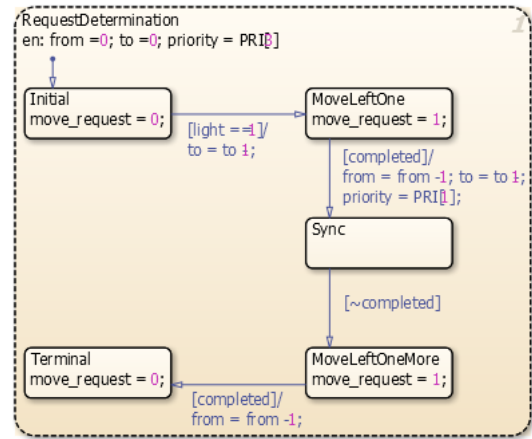 RequestDetermination
1
en: from =0; to =0; priority = PRI[3]
Initial
move_request = 0;
MoveLeftOne
move_request = 1;
[light ==1]/
to = to 1;
[completed]/
from = from -1; to = to 1;
priority = PRI[1];
Sync
[~completed]
Terminal
move_request = 0;
MoveLeftOneMore
move_request = 1;
[completed]/
from = from -1;